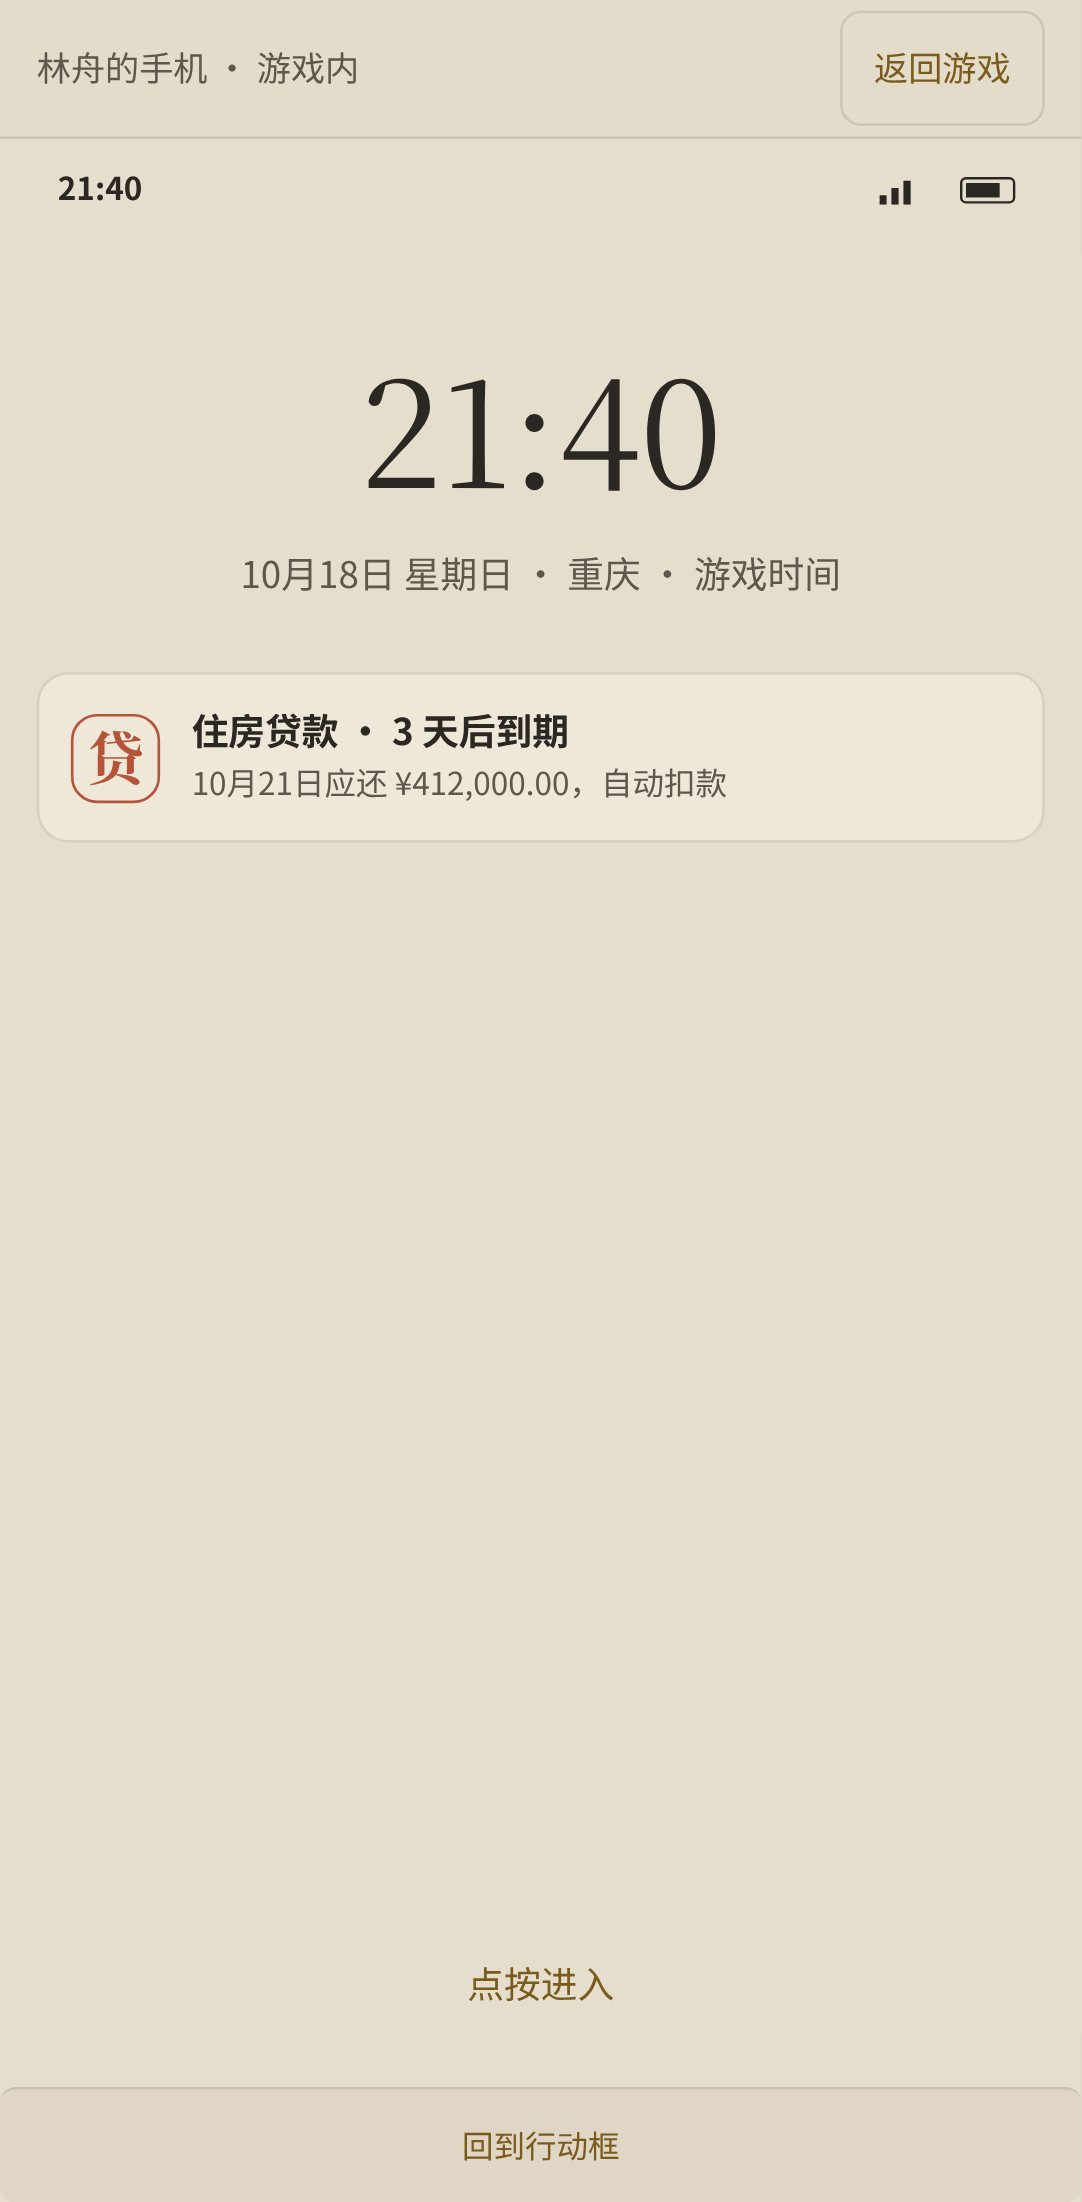 林舟的手机 · 游戏内
返回游戏
21:40
21:40
10月18日 星期日 · 重庆 · 游戏时间
贷
住房贷款 · 3 天后到期
10月21日应还 ¥412,000.00，自动扣款
点按进入
回到行动框